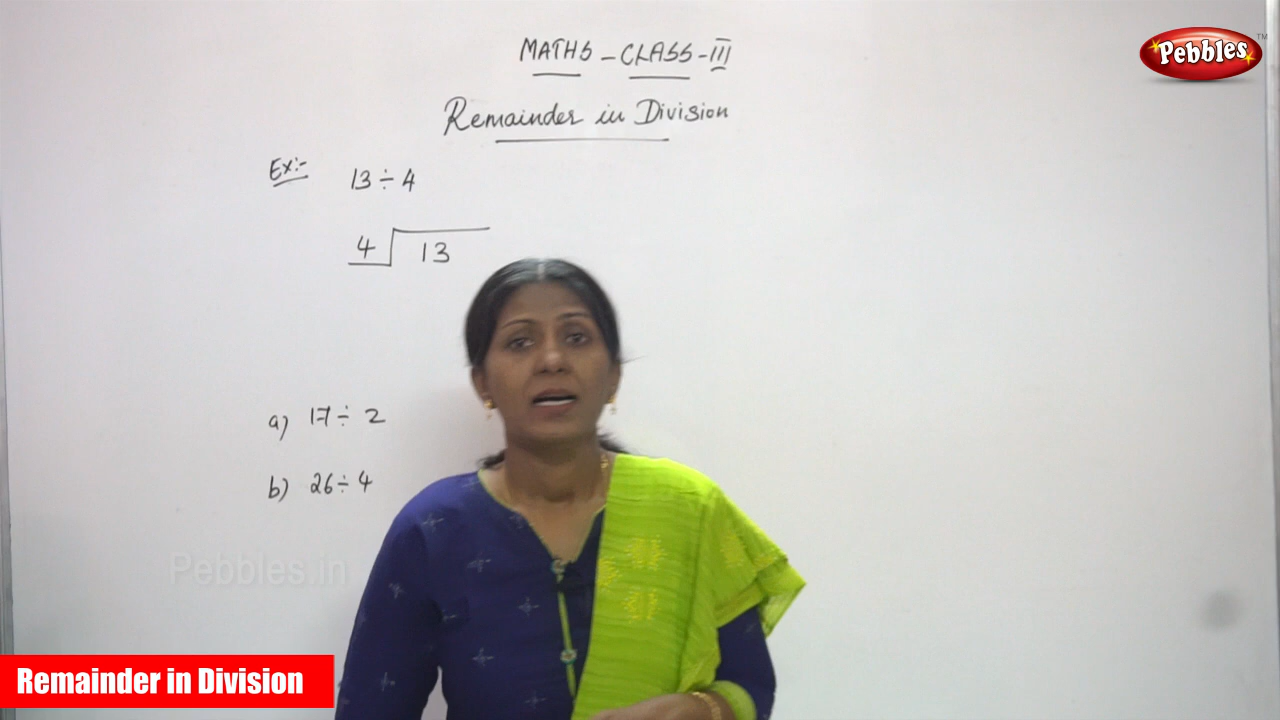 MATHS - CLASS - III
Pebbles TM
Remainder in Division
Ex:- 13 ÷ 4
4 13
a) 17 ÷ 2
b) 26 ÷ 4
Pebbles.in
Remainder in Division